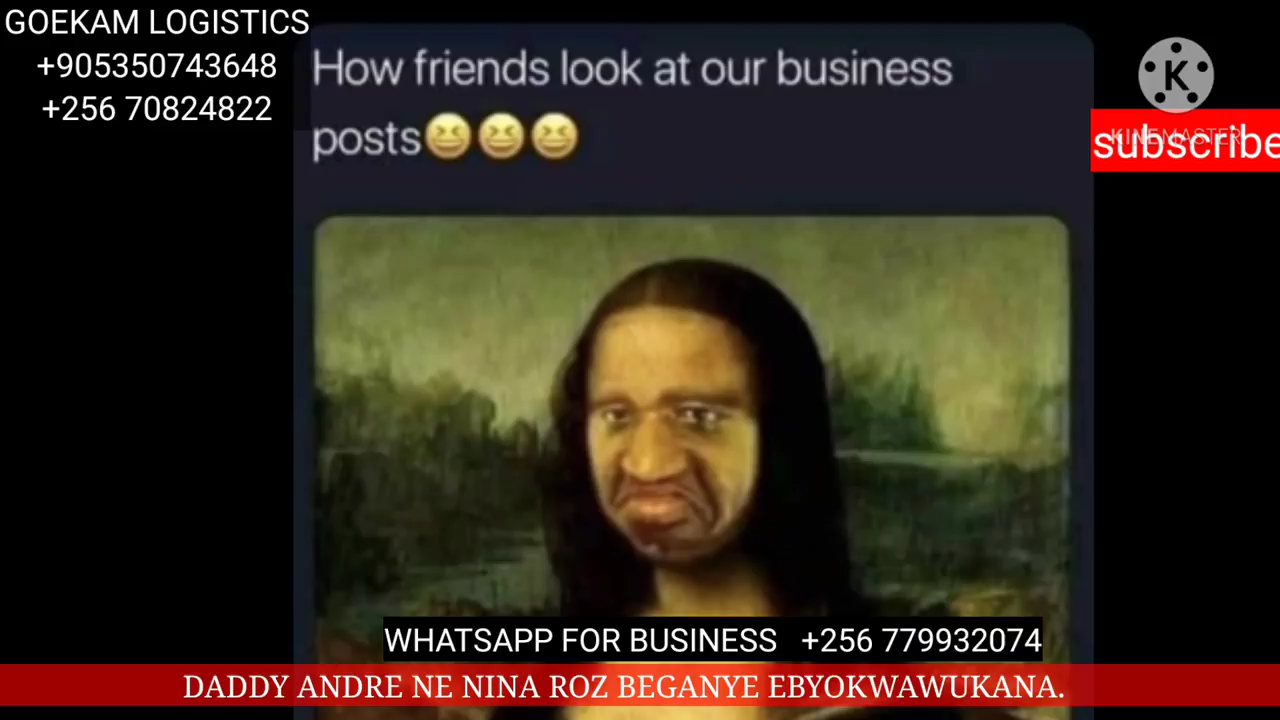 GOEKAM LOGISTICS
+905350743648
+256 70824822
How friends look at our business
posts😆😆😆
K
KINEMASTER
subscribe
WHATSAPP FOR BUSINESS +256 779932074
DADDY ANDRE NE NINA ROZ BEGANYE EBYOKWAWUKANA.